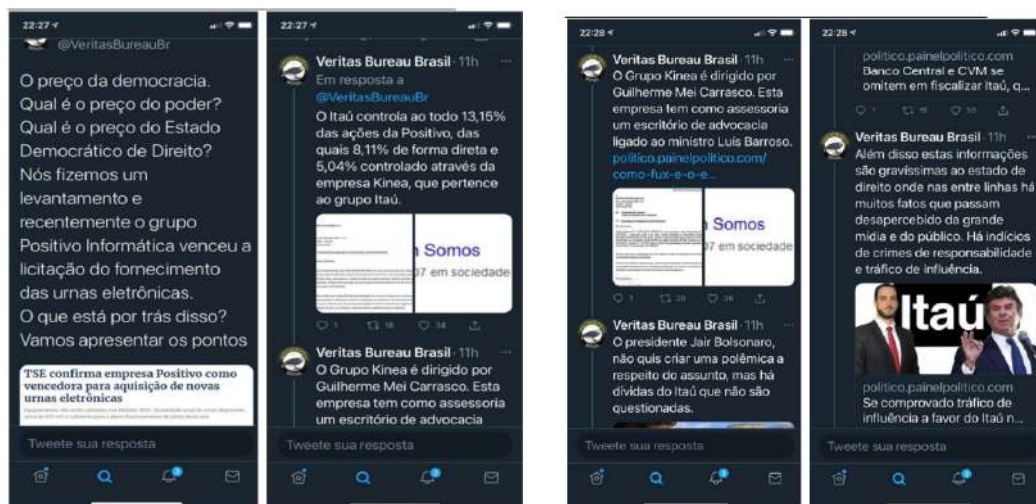 22:27
@VeritasBureauBr
O preço da democracia.
Qual é o preço do poder?
Qual é o preço do Estado
Democrático de Direito?
Nós fizemos um
levantamento e
recentemente o grupo
Positivo Informática venceu a
licitação do fornecimento
das urnas eletrônicas.
O que está por trás disso?
Vamos apresentar os pontos
TSE confirma empresa Positivo como
vencedora para aquisição de novas
urnas eletrônicas
Tweete sua resposta
22:27
Veritas Bureau Brasil · 11h
Em resposta a
@VeritasBureauBr
O Itaú controla ao todo 13,15%
das ações da Positivo, das
quais 8,11% de forma direta e
5,04% controlado através da
empresa Kinea, que pertence
ao grupo Itaú.
Somos
07 em sociedade
1 18 34
Veritas Bureau Brasil · 11h
O Grupo Kinea é dirigido por
Guilherme Mei Carrasco. Esta
empresa tem como assessoria
um escritório de advocacia
Tweete sua resposta
22:28
Veritas Bureau Brasil · 11h
O Grupo Kinea é dirigido por
Guilherme Mei Carrasco. Esta
empresa tem como assessoria
um escritório de advocacia
ligado ao ministro Luís Barroso.
politico.painelpolitico.com/
como-fux-e-o-e...
Somos
07 em sociedade
1 20 36
Veritas Bureau Brasil · 11h
O presidente Jair Bolsonaro,
não quis criar uma polêmica a
respeito do assunto, mas há
dívidas do Itaú que não são
questionadas.
Tweete sua resposta
22:28
politico.painelpolitico.com
Banco Central e CVM se
omitem em fiscalizar Itaú, q...
Veritas Bureau Brasil · 11h
Além disso estas informações
são gravíssimas ao estado de
direito onde nas entre linhas há
muitos fatos que passam
desapercebido da grande
mídia e do público. Há indícios
de crimes de responsabilidade
e tráfico de influência.
Itaú
politico.painelpolitico.com
Se comprovado tráfico de
influência a favor do Itaú n...
Tweete sua resposta